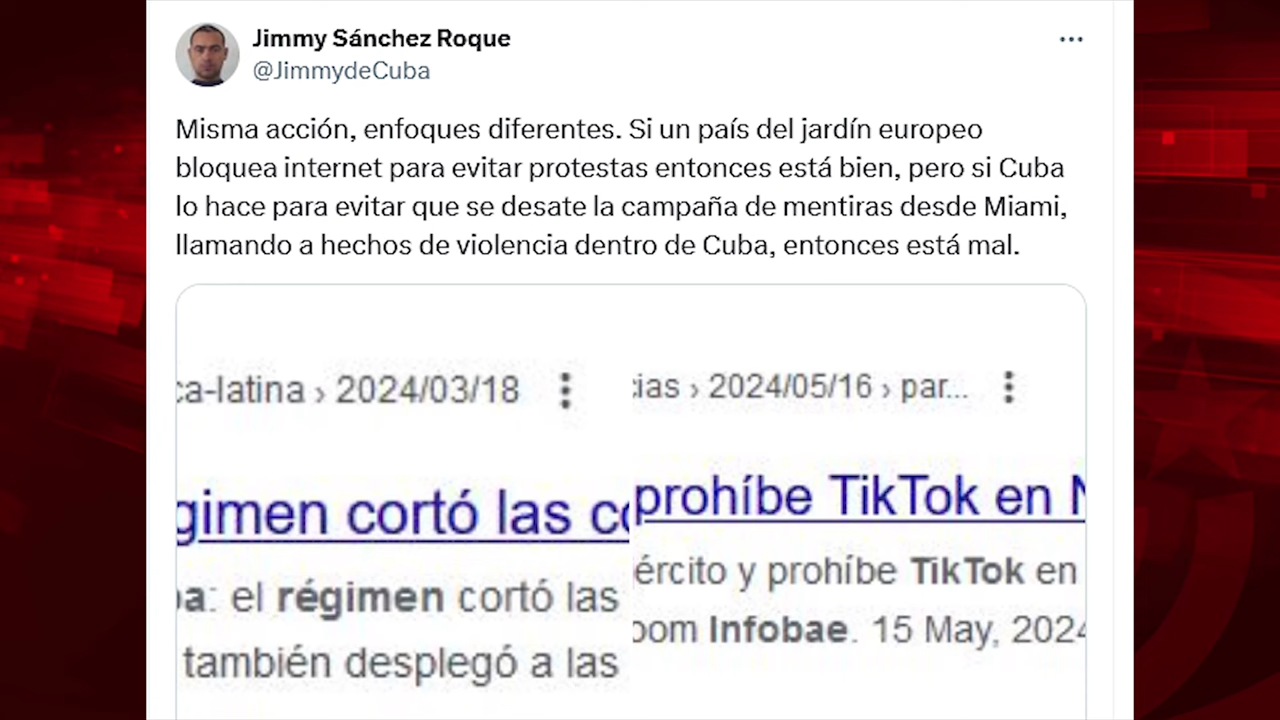 Jimmy Sánchez Roque
@JimmydeCuba
Misma acción, enfoques diferentes. Si un país del jardín europeo
bloquea internet para evitar protestas entonces está bien, pero si Cuba
lo hace para evitar que se desate la campaña de mentiras desde Miami,
llamando a hechos de violencia dentro de Cuba, entonces está mal.
ca-latina › 2024/03/18
gimen cortó las co
a: el régimen cortó las
también desplegó a las
cias › 2024/05/16 › par...
prohíbe TikTok en N
ército y prohíbe TikTok en
oom Infobae. 15 May, 2024